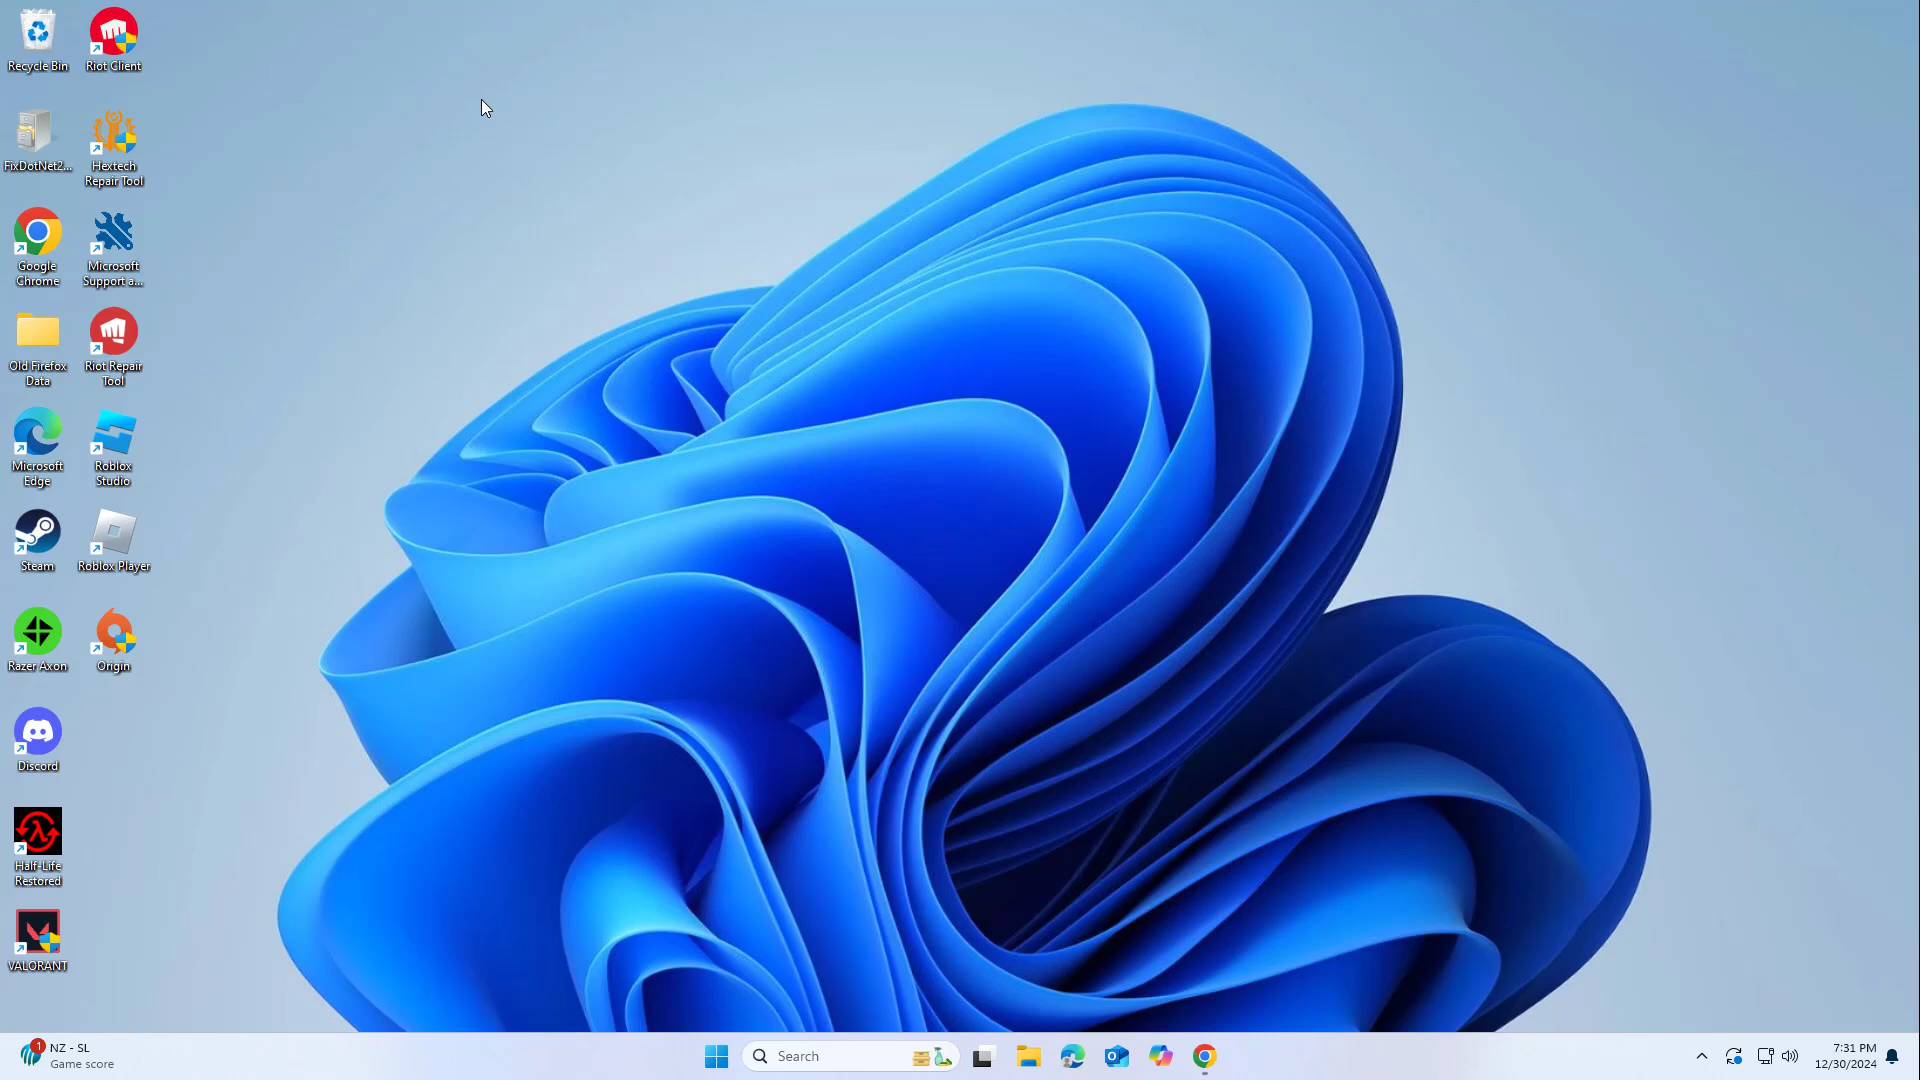 Recycle Bin
Riot Client
FixDotNet2...
Hextech
Repair Tool
Google
Chrome
Microsoft
Support a...
Old Firefox
Data
Riot Repair
Tool
Microsoft
Edge
Roblox
Studio
Steam
Roblox Player
Razer Axon
Origin
Discord
Half-Life
Restored
VALORANT
1
NZ - SL
Game score
Search
7:31 PM
12/30/2024